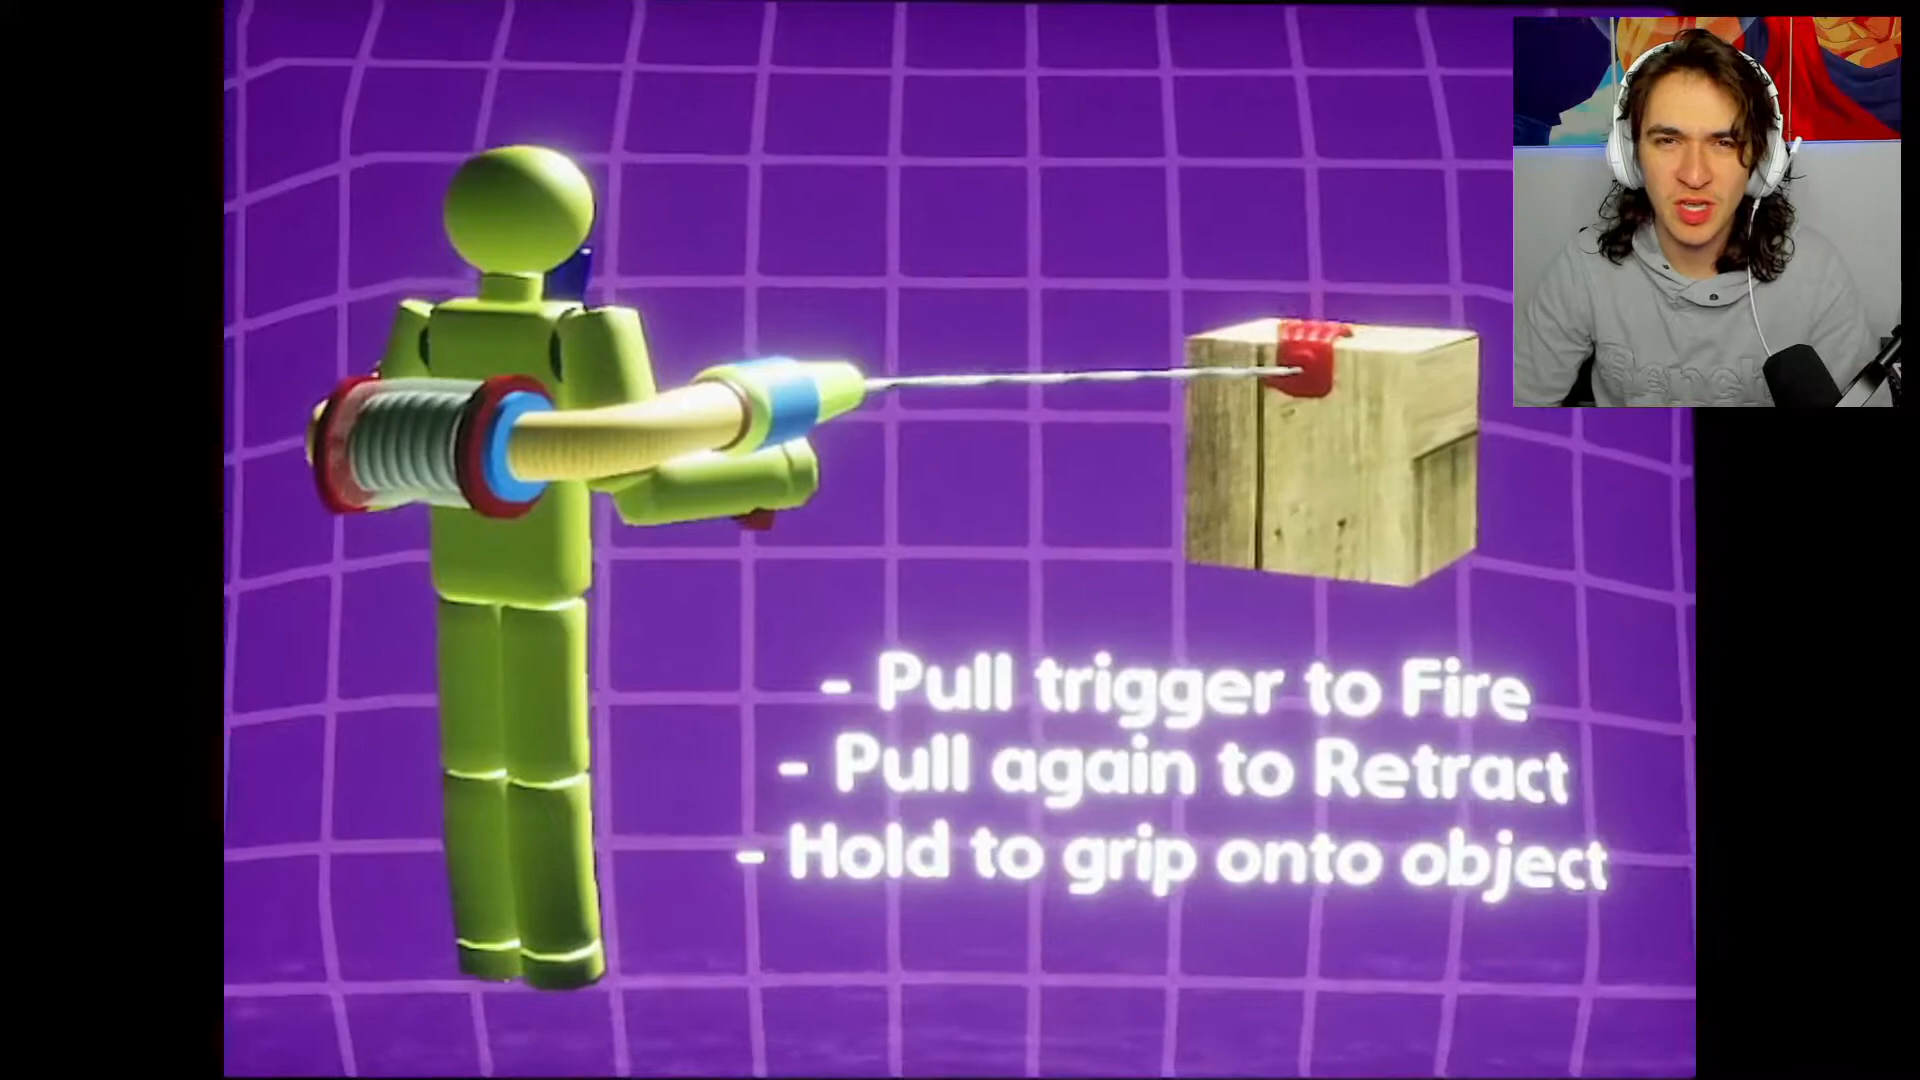 - Pull trigger to Fire
- Pull again to Retract
- Hold to grip onto object